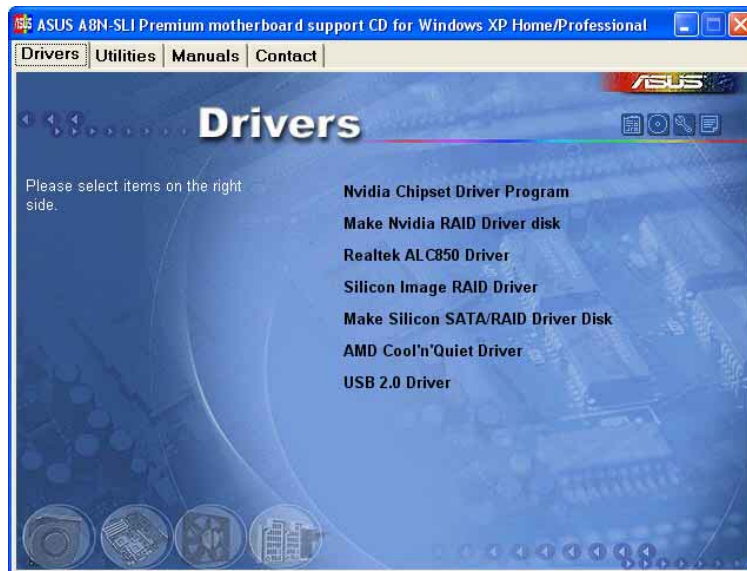 ASUS A8N-SLI Premium motherboard support CD for Windows XP Home/Professional
Drivers Utilities Manuals Contact
ASUS
Drivers
Please select items on the right
side.
Nvidia Chipset Driver Program
Make Nvidia RAID Driver disk
Realtek ALC850 Driver
Silicon Image RAID Driver
Make Silicon SATA/RAID Driver Disk
AMD Cool'n'Quiet Driver
USB 2.0 Driver